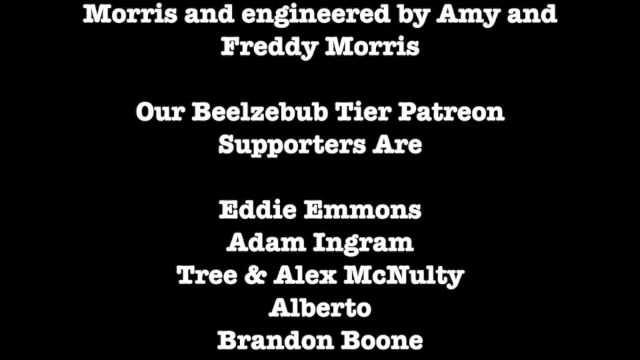 Morris and engineered by Amy and
Freddy Morris
Our Beelzebub Tier Patreon
Supporters Are
Eddie Emmons
Adam Ingram
Tree & Alex McNulty
Alberto
Brandon Boone